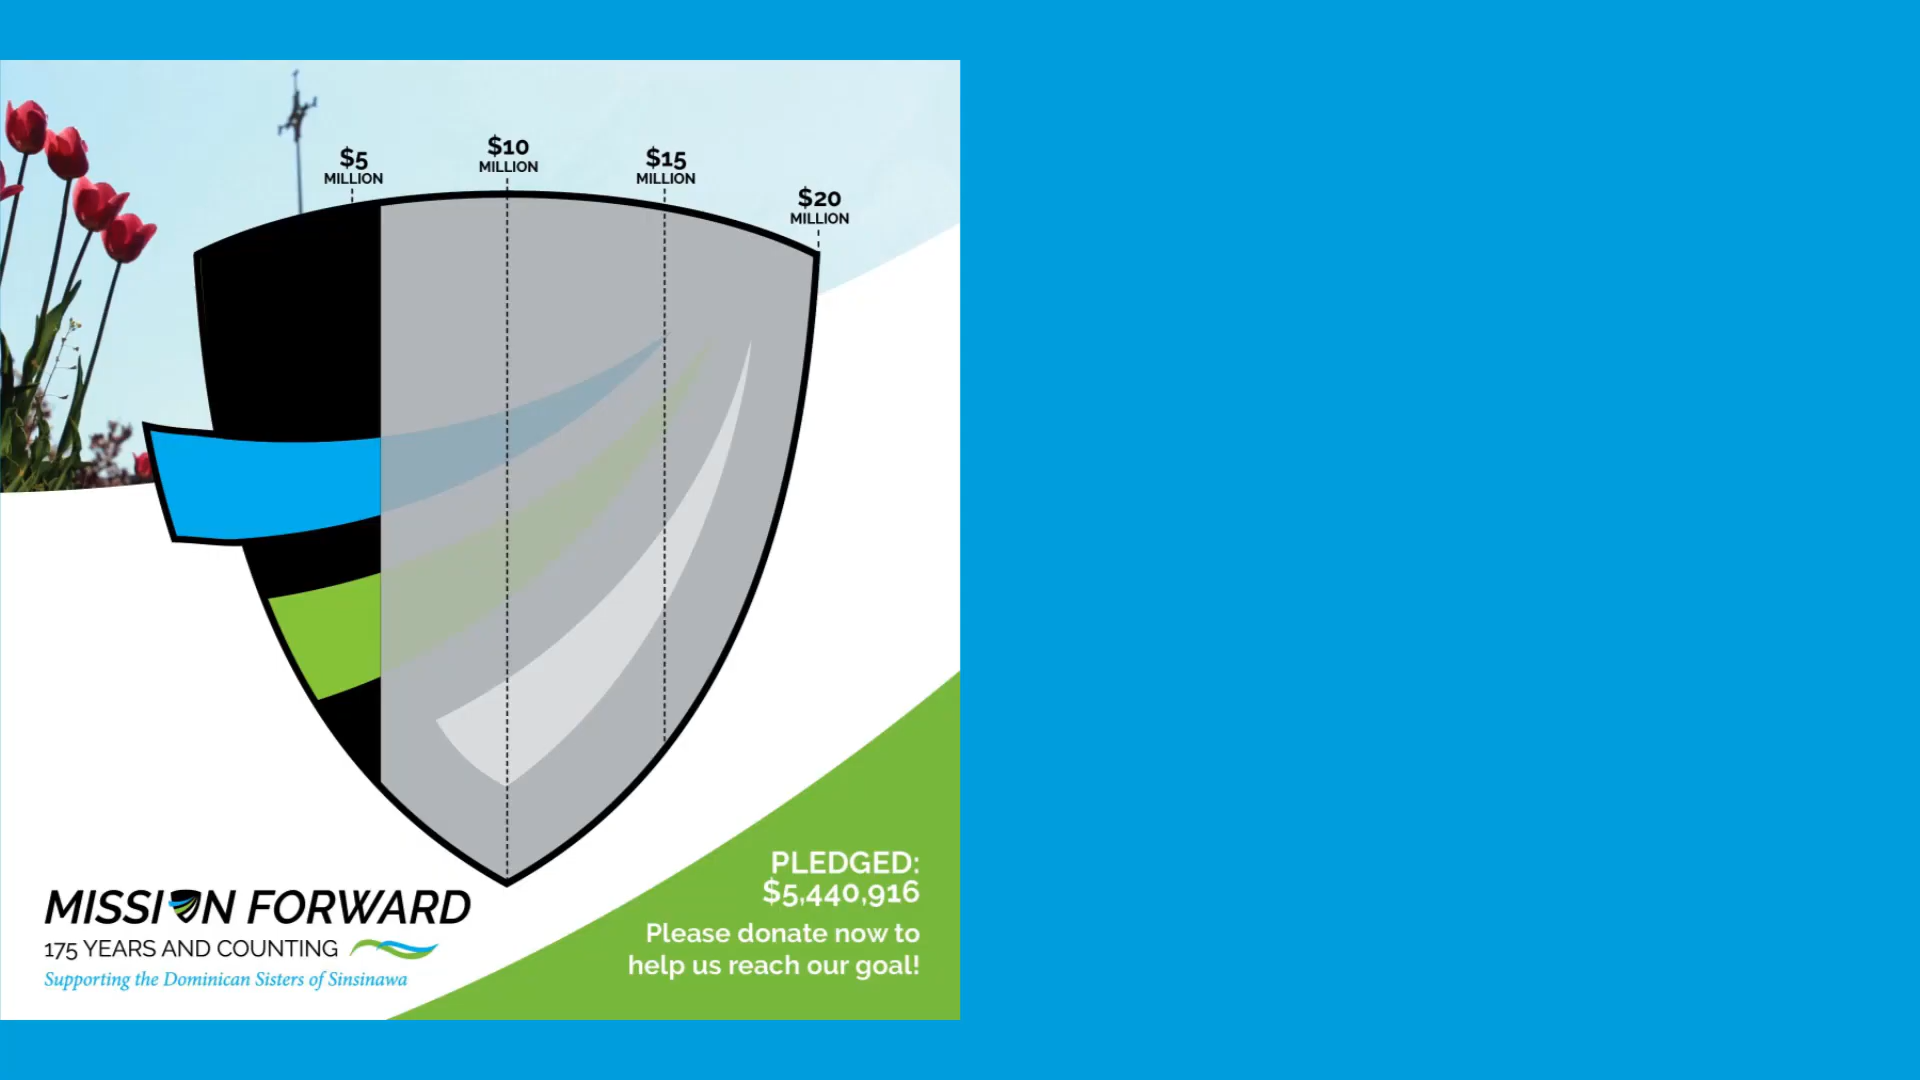 $5
MILLION
$10
MILLION
$15
MILLION
$20
MILLION
MISSION FORWARD
175 YEARS AND COUNTING
Supporting the Dominican Sisters of Sinsinawa
PLEDGED:
$5,440,916
Please donate now to
help us reach our goal!